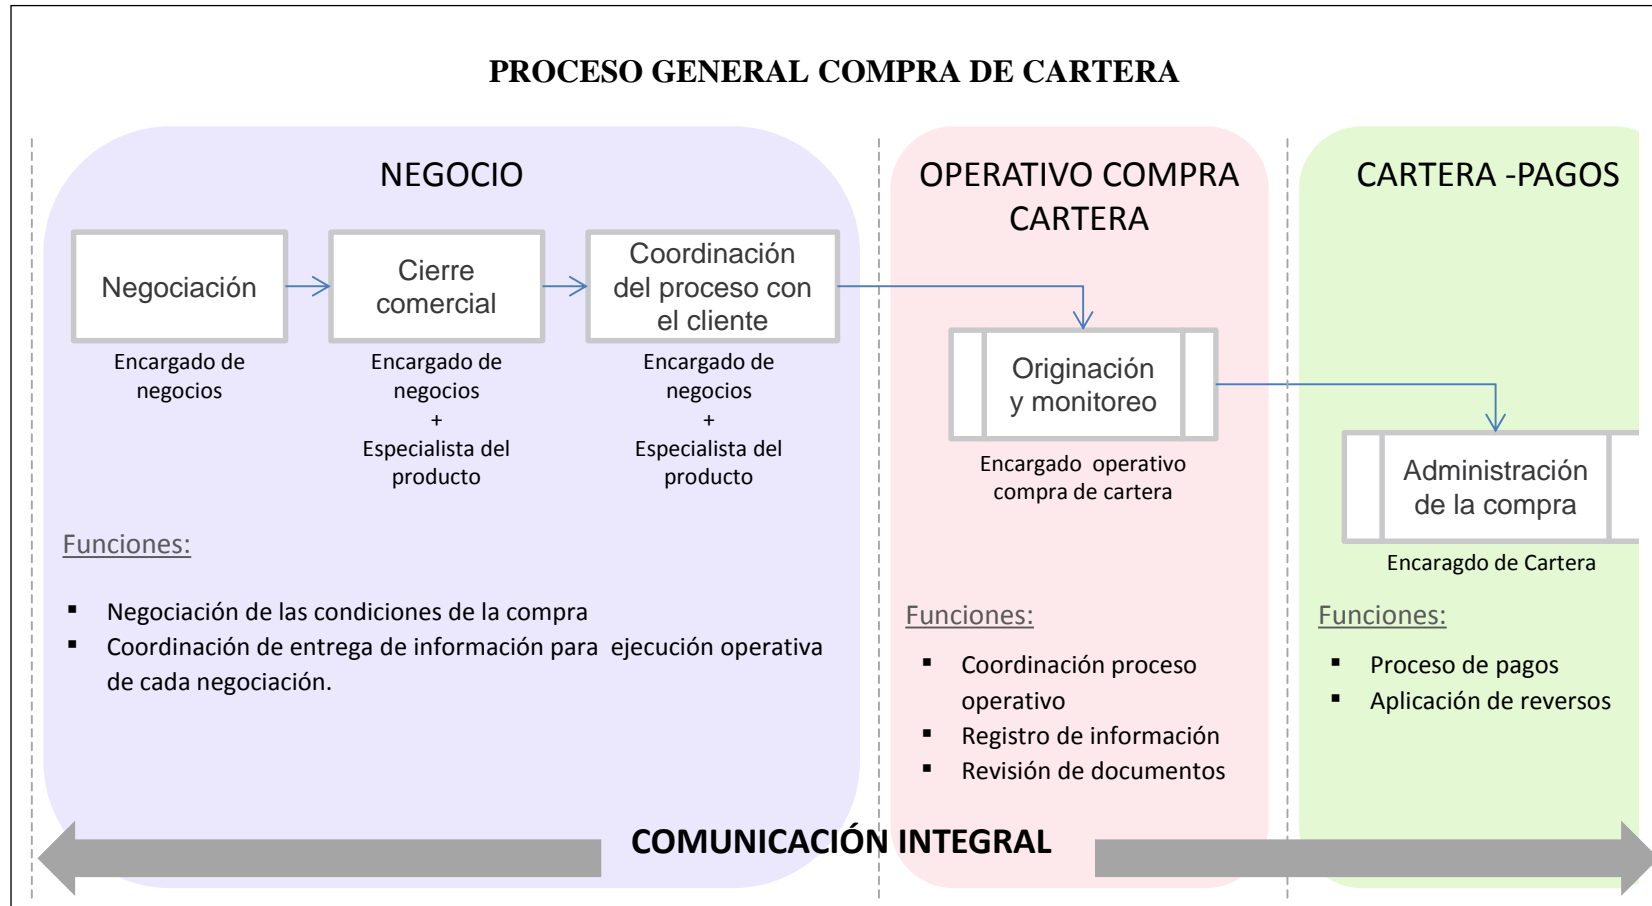 PROCESO GENERAL COMPRA DE CARTERA
NEGOCIO
Negociación
Encargado de
negocios
Cierre
comercial
Encargado de
negocios
+
Especialista del
producto
Coordinación
del proceso con
el cliente
Encargado de
negocios
+
Especialista del
producto
Funciones:
▪ Negociación de las condiciones de la compra
▪ Coordinación de entrega de información para ejecución operativa
de cada negociación.
OPERATIVO COMPRA
CARTERA
Originación
y monitoreo
Encargado operativo
compra de cartera
Funciones:
▪ Coordinación proceso
operativo
▪ Registro de información
▪ Revisión de documentos
CARTERA -PAGOS
Administración
de la compra
Encaragdo de Cartera
Funciones:
▪ Proceso de pagos
▪ Aplicación de reversos
COMUNICACIÓN INTEGRAL